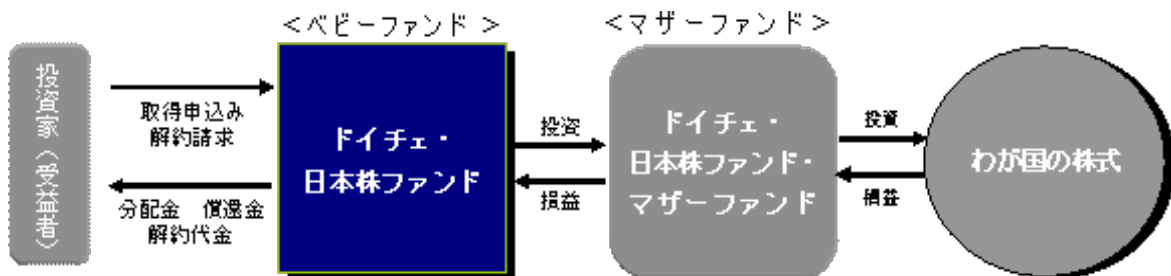 <ベビーファンド >
<マザーファンド >
投資家（受益者）
取得申込み
解約請求
分配金　償還金
解約代金
ドイチェ・
日本株ファンド
投資
損益
ドイチェ・
日本株ファンド・
マザーファンド
投資
損益
わが国の株式